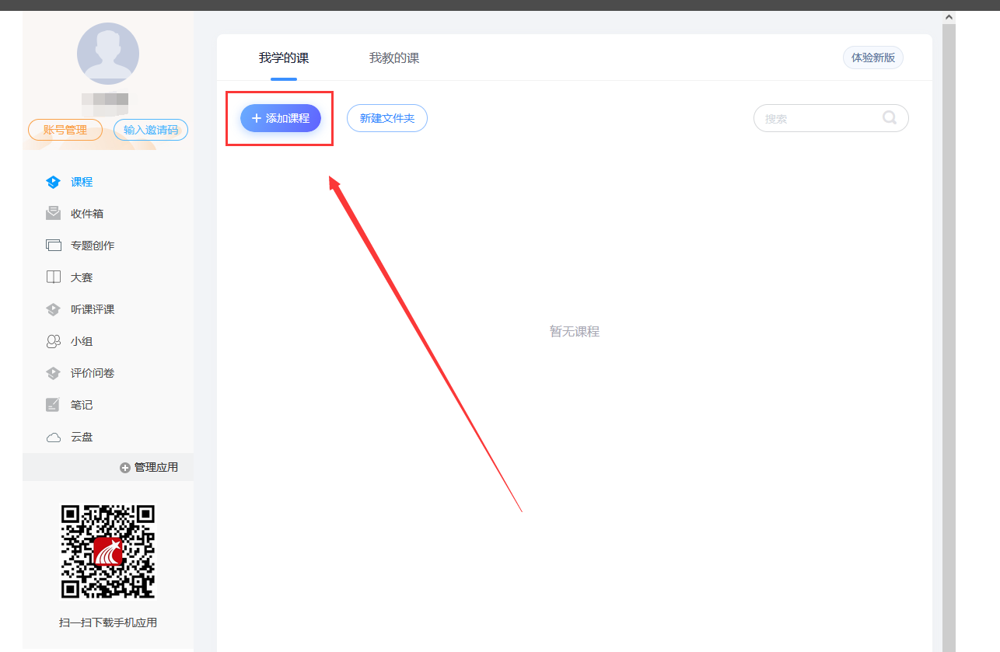 账号管理
输入邀请码
课程
收件箱
专题创作
大赛
听课评课
小组
评价问卷
笔记
云盘
管理应用
扫一扫下载手机应用
我学的课
我教的课
体验新版
添加课程
新建文件夹
搜索
暂无课程